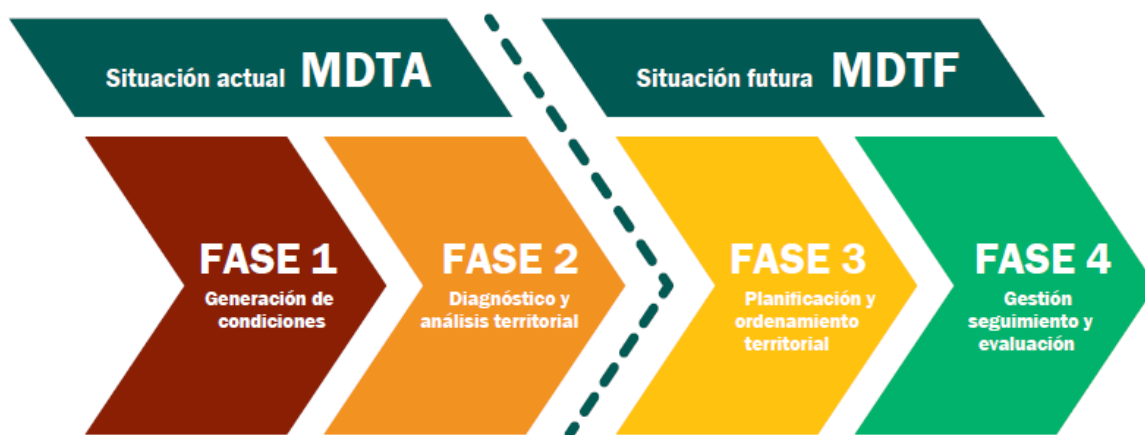 Situación actual MDTA
Situación futura MDTF
FASE 1
Generación de
condiciones
FASE 2
Diagnóstico y
análisis territorial
FASE 3
Planificación y
ordenamiento
territorial
FASE 4
Gestión
seguimiento y
evaluación